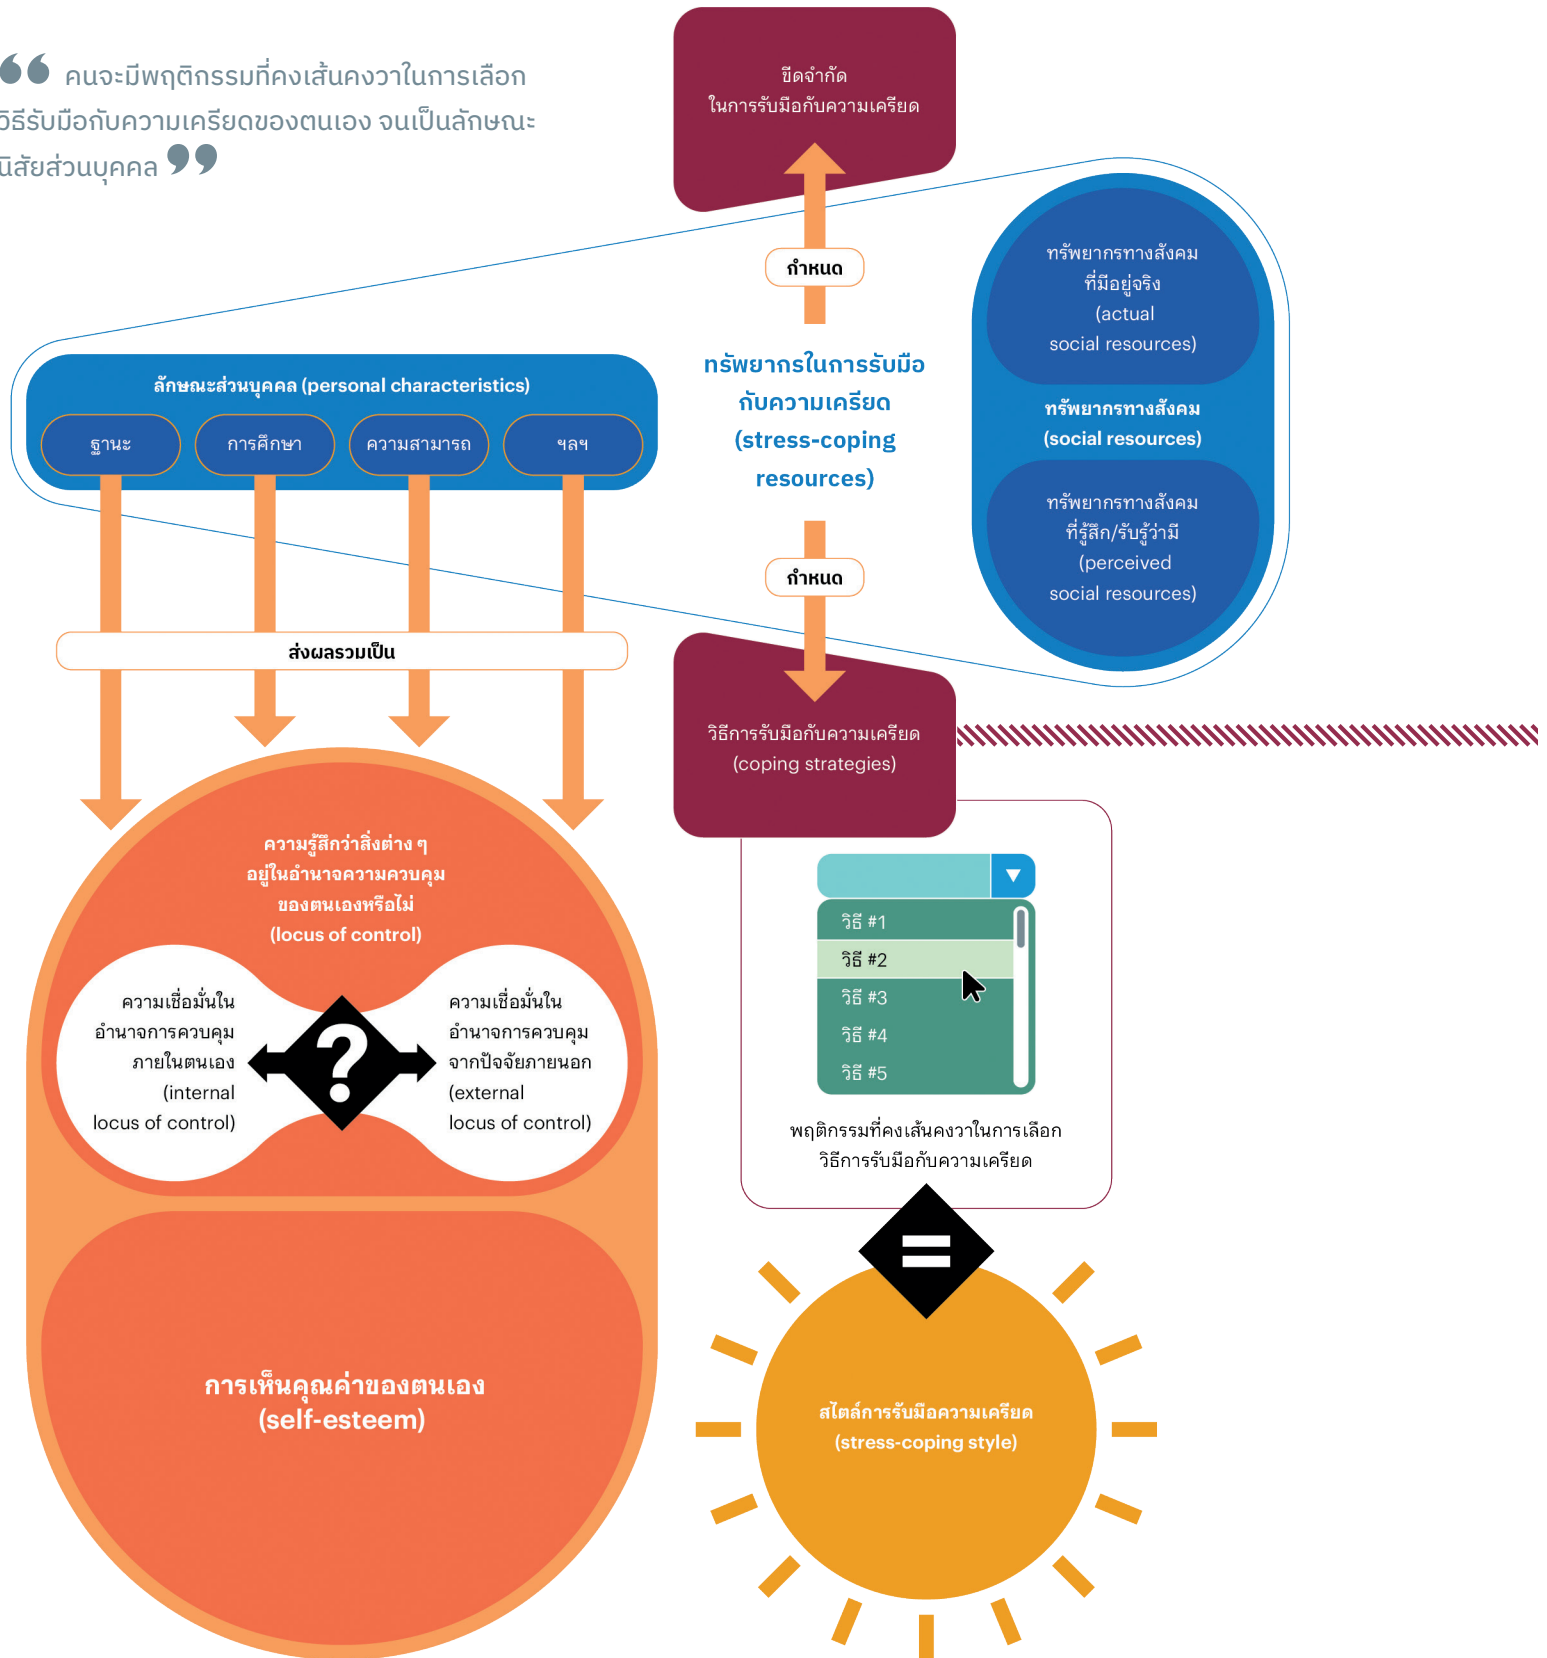 คนจะมีพฤติกรรมที่คงเส้นคงวาในการเลือก
วิธีรับมือกับความเครียดของตนเอง จนเป็นลักษณะ
นิสัยส่วนบุคคล
ขีดจำกัด
ในการรับมือกับความเครียด
กำหนด
ทรัพยากรในการรับมือ
กับความเครียด
(stress-coping
resources)
กำหนด
ทรัพยากรทางสังคม
ที่มีอยู่จริง
(actual
social resources)
ทรัพยากรทางสังคม
(social resources)
ทรัพยากรทางสังคม
ที่รู้สึก/รับรู้ว่ามี
(perceived
social resources)
ลักษณะส่วนบุคคล (personal characteristics)
ฐานะ
การศึกษา
ความสามารถ
ฯลฯ
ส่งผลรวมเป็น
ความรู้สึกว่าสิ่งต่าง ๆ
อยู่ในอำนาจความควบคุม
ของตนเองหรือไม่
(locus of control)
ความเชื่อมั่นใน
อำนาจการควบคุม
ภายในตนเอง
(internal
locus of control)
?
ความเชื่อมั่นใน
อำนาจการควบคุม
จากปัจจัยภายนอก
(external
locus of control)
การเห็นคุณค่าของตนเอง
(self-esteem)
วิธีการรับมือกับความเครียด
(coping strategies)
วิธี #1
วิธี #2
วิธี #3
วิธี #4
วิธี #5
พฤติกรรมที่คงเส้นคงวาในการเลือก
วิธีการรับมือกับความเครียด
=
สไตล์การรับมือความเครียด
(stress-coping style)